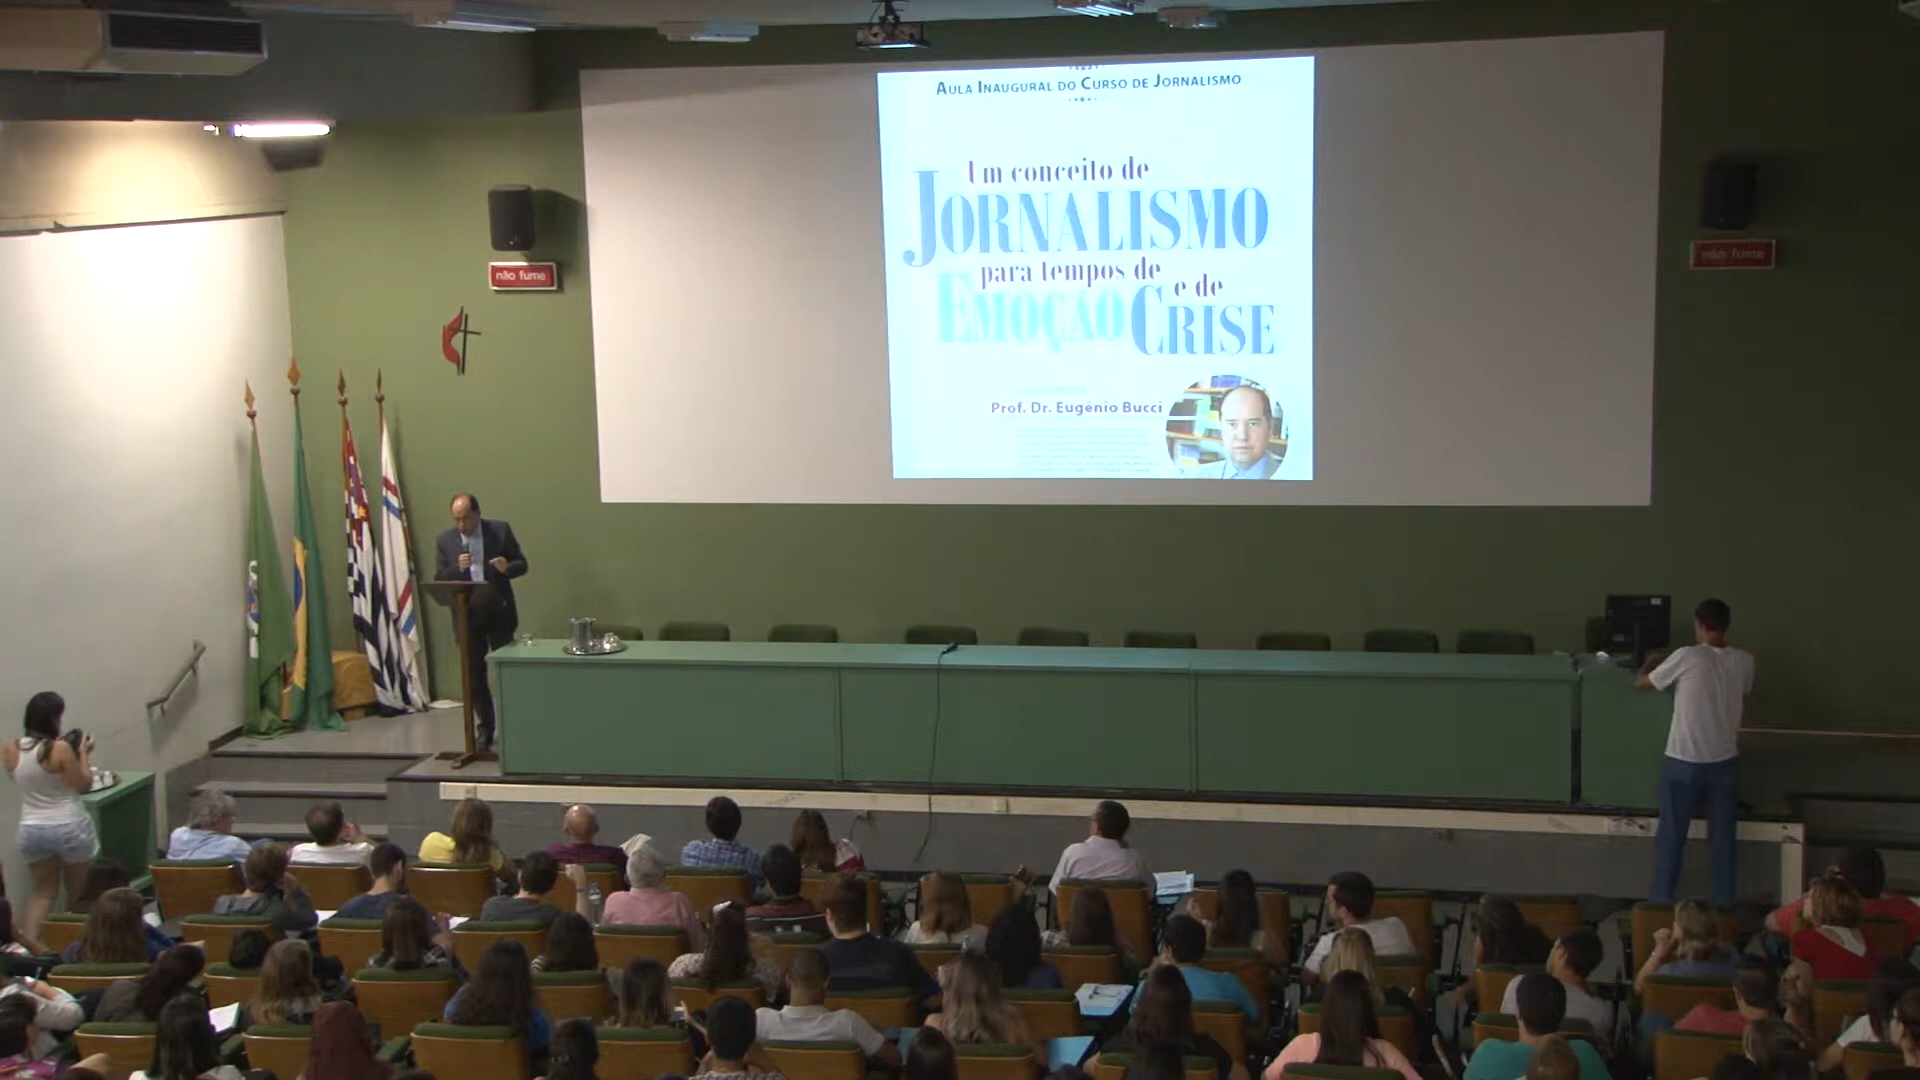 AULA INAUGURAL DO CURSO DE JORNALISMO
Um conceito de
JORNALISMO
para tempos de
EMOÇÃO e de
CRISE
Prof. Dr. Eugênio Bucci
não fume
não fume